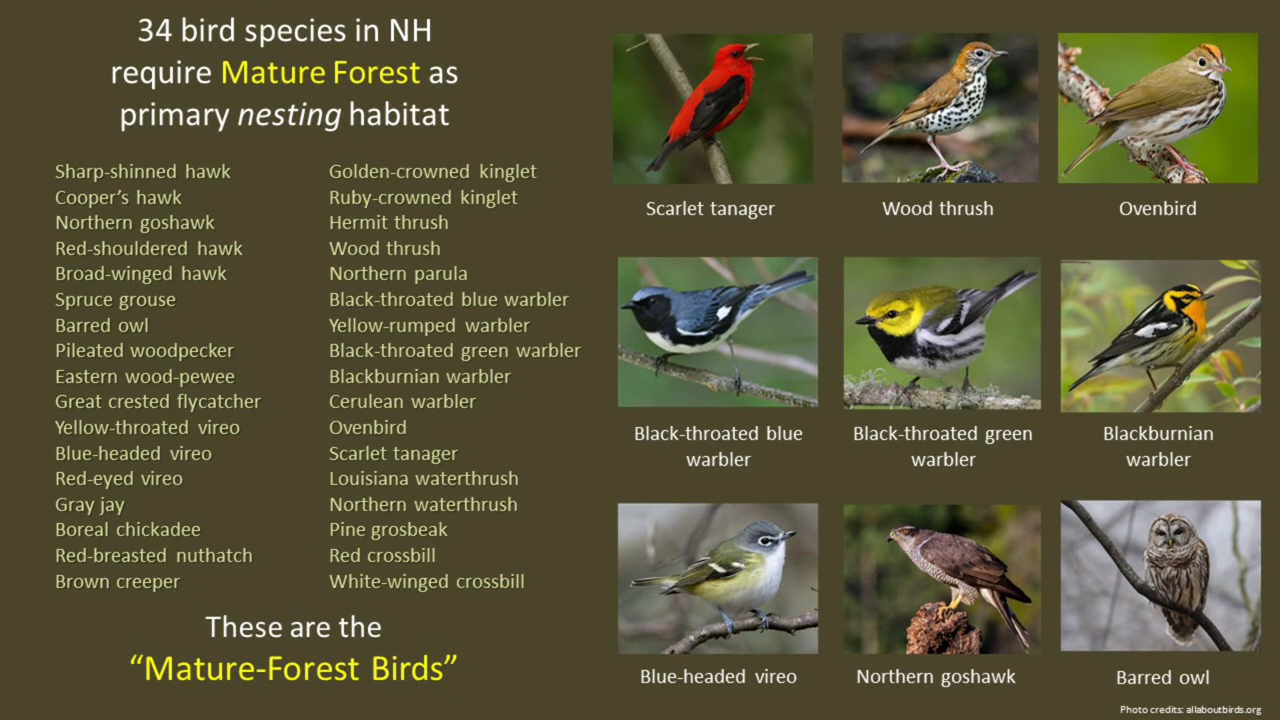 34 bird species in NH
require Mature Forest as
primary nesting habitat
Sharp-shinned hawk
Cooper’s hawk
Northern goshawk
Red-shouldered hawk
Broad-winged hawk
Spruce grouse
Barred owl
Pileated woodpecker
Eastern wood-pewee
Great crested flycatcher
Yellow-throated vireo
Blue-headed vireo
Red-eyed vireo
Gray jay
Boreal chickadee
Red-breasted nuthatch
Brown creeper
Golden-crowned kinglet
Ruby-crowned kinglet
Hermit thrush
Wood thrush
Northern parula
Black-throated blue warbler
Yellow-rumped warbler
Black-throated green warbler
Blackburnian warbler
Cerulean warbler
Ovenbird
Scarlet tanager
Louisiana waterthrush
Northern waterthrush
Pine grosbeak
Red crossbill
White-winged crossbill
These are the
“Mature-Forest Birds”
Scarlet tanager
Wood thrush
Ovenbird
Black-throated blue
warbler
Black-throated green
warbler
Blackburnian
warbler
Blue-headed vireo
Northern goshawk
Barred owl
Photo credits: allaboutbirds.org